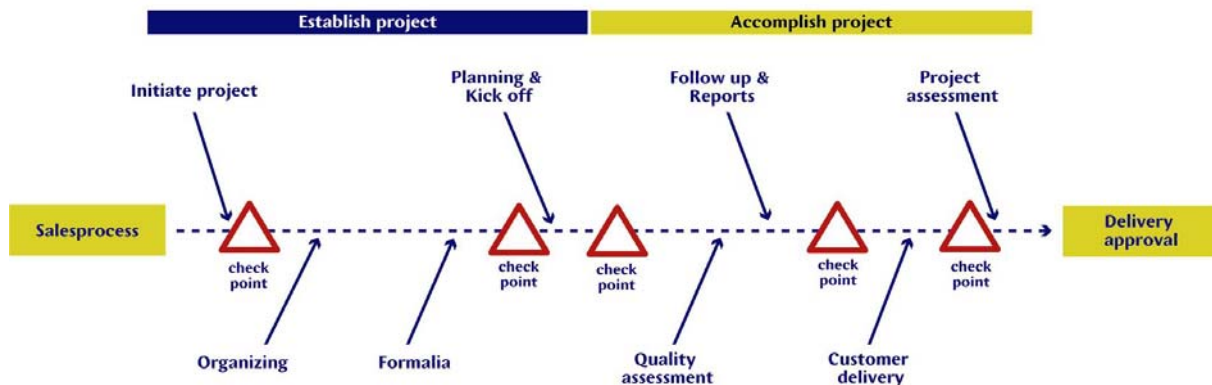 Establish project
Accomplish project
Initiate project
Planning &
Kick off
Follow up &
Reports
Project
assessment
Salesprocess
Delivery
approval
check
point
check
point
check
point
check
point
check
point
Organizing
Formalia
Quality
assessment
Customer
delivery